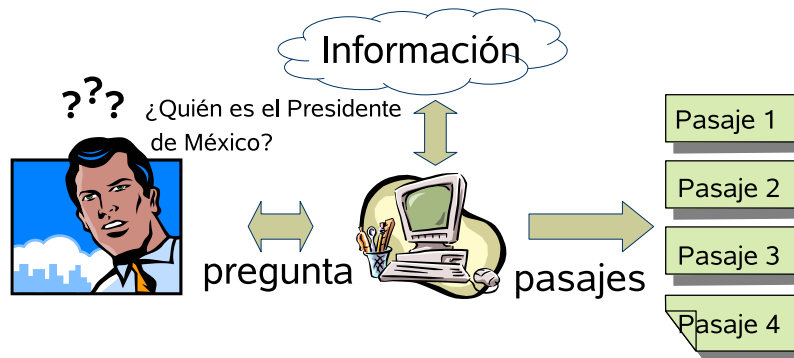 Información
???
¿Quién es el Presidente
de México?
pregunta
pasajes
Pasaje 1
Pasaje 2
Pasaje 3
Pasaje 4